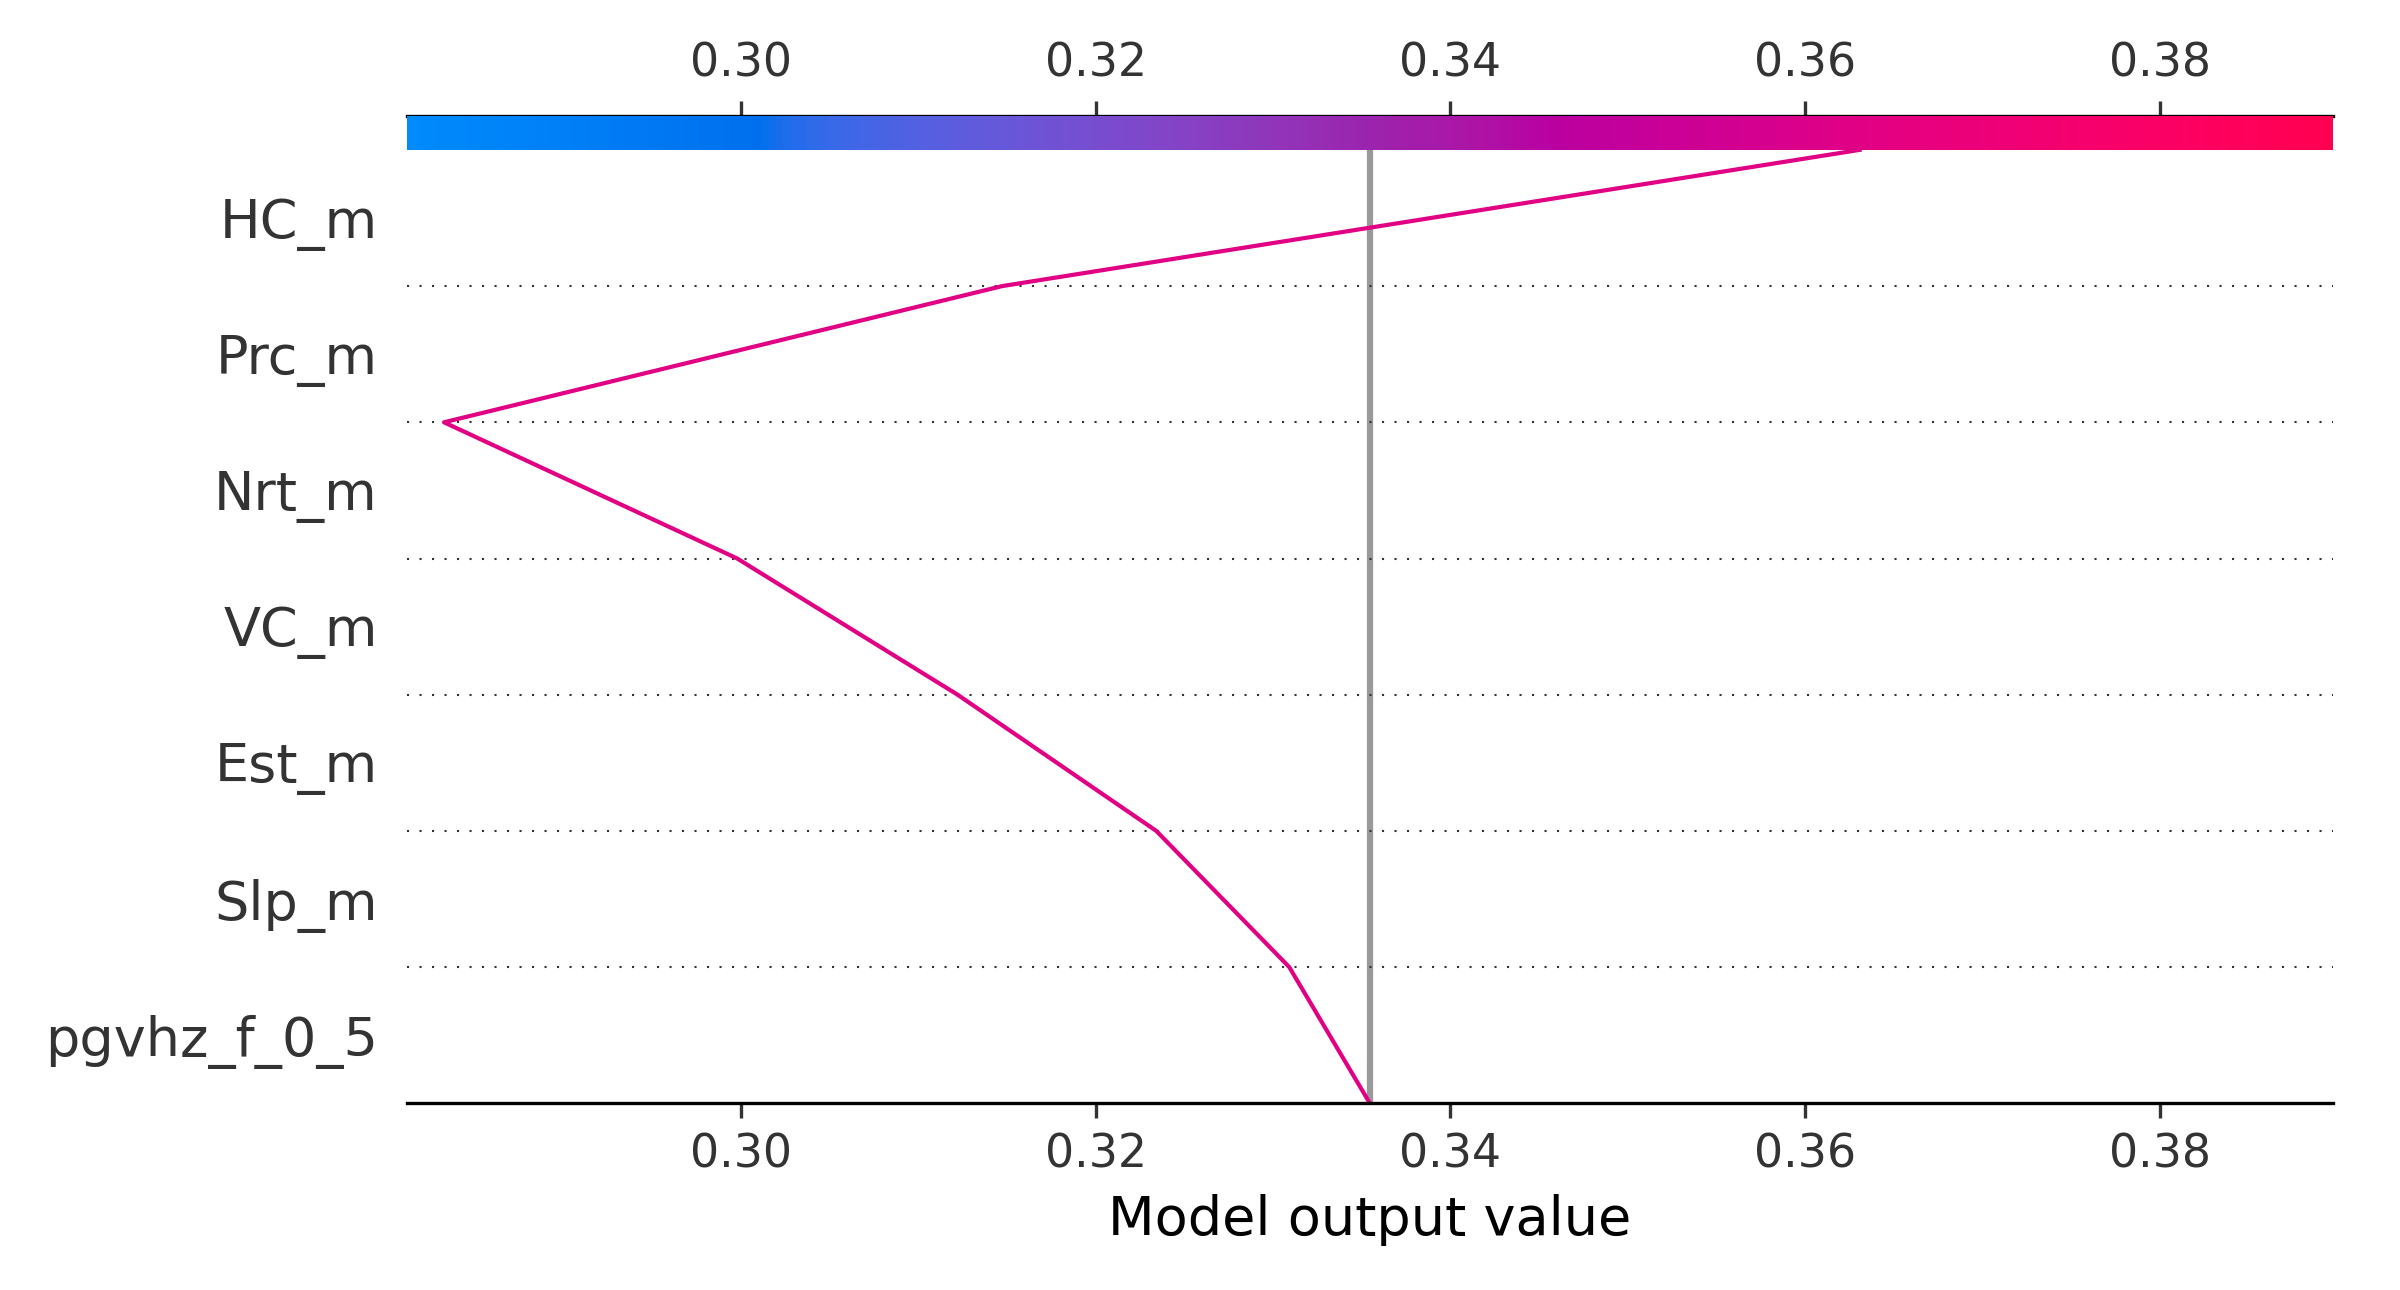 0.30 0.32 0.34 0.36 0.38
HC_m
Prc_m
Nrt_m
VC_m
Est_m
Slp_m
pgvhz_f_0_5
0.30 0.32 0.34 0.36 0.38
Model output value